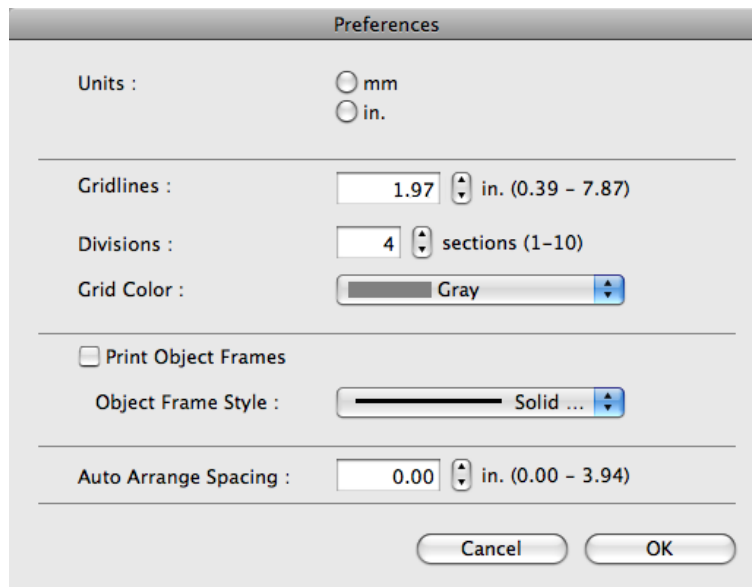 Preferences
Units :
mm
in.
Gridlines :
1.97 in. (0.39 – 7.87)
Divisions :
4 sections (1–10)
Grid Color :
Gray
Print Object Frames
Object Frame Style :
Solid ...
Auto Arrange Spacing :
0.00 in. (0.00 – 3.94)
Cancel
OK